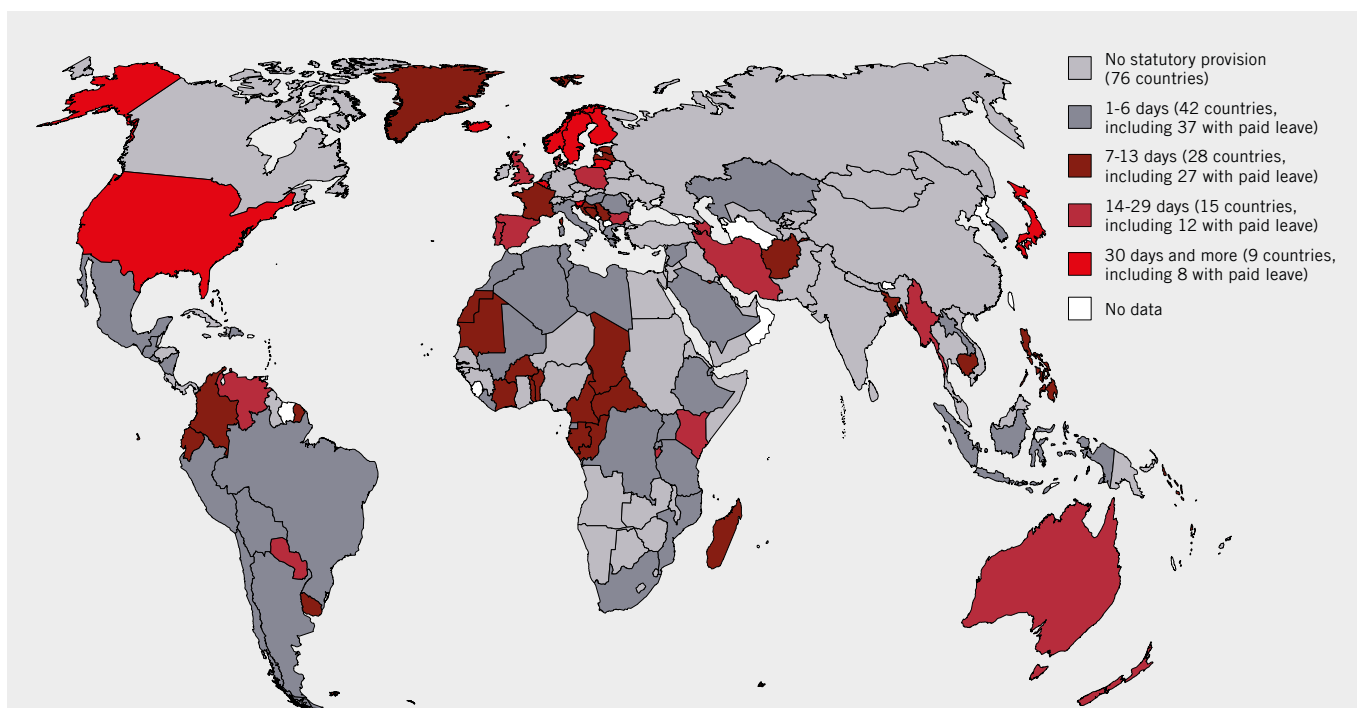 No statutory provision
(76 countries)
1-6 days (42 countries,
including 37 with paid leave)
7-13 days (28 countries,
including 27 with paid leave)
14-29 days (15 countries,
including 12 with paid leave)
30 days and more (9 countries,
including 8 with paid leave)
No data